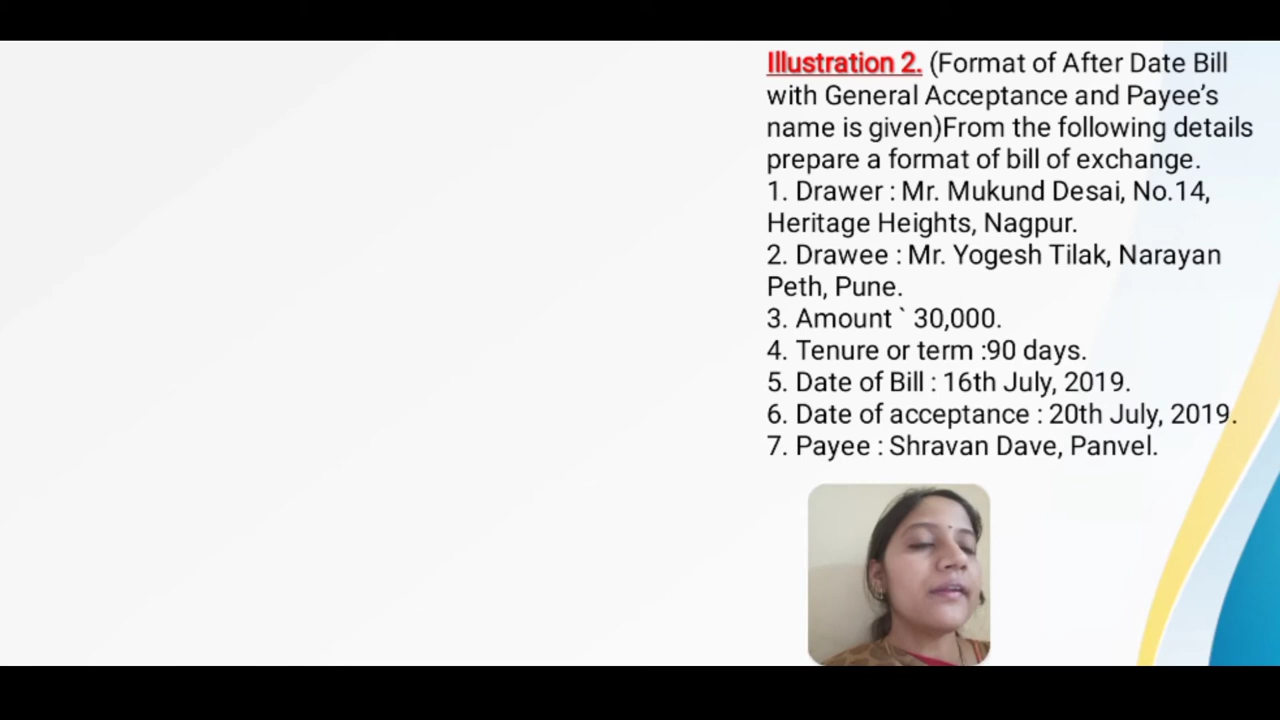 Illustration 2. (Format of After Date Bill
with General Acceptance and Payee’s
name is given)From the following details
prepare a format of bill of exchange.
1. Drawer : Mr. Mukund Desai, No.14,
Heritage Heights, Nagpur.
2. Drawee : Mr. Yogesh Tilak, Narayan
Peth, Pune.
3. Amount ` 30,000.
4. Tenure or term :90 days.
5. Date of Bill : 16th July, 2019.
6. Date of acceptance : 20th July, 2019.
7. Payee : Shravan Dave, Panvel.